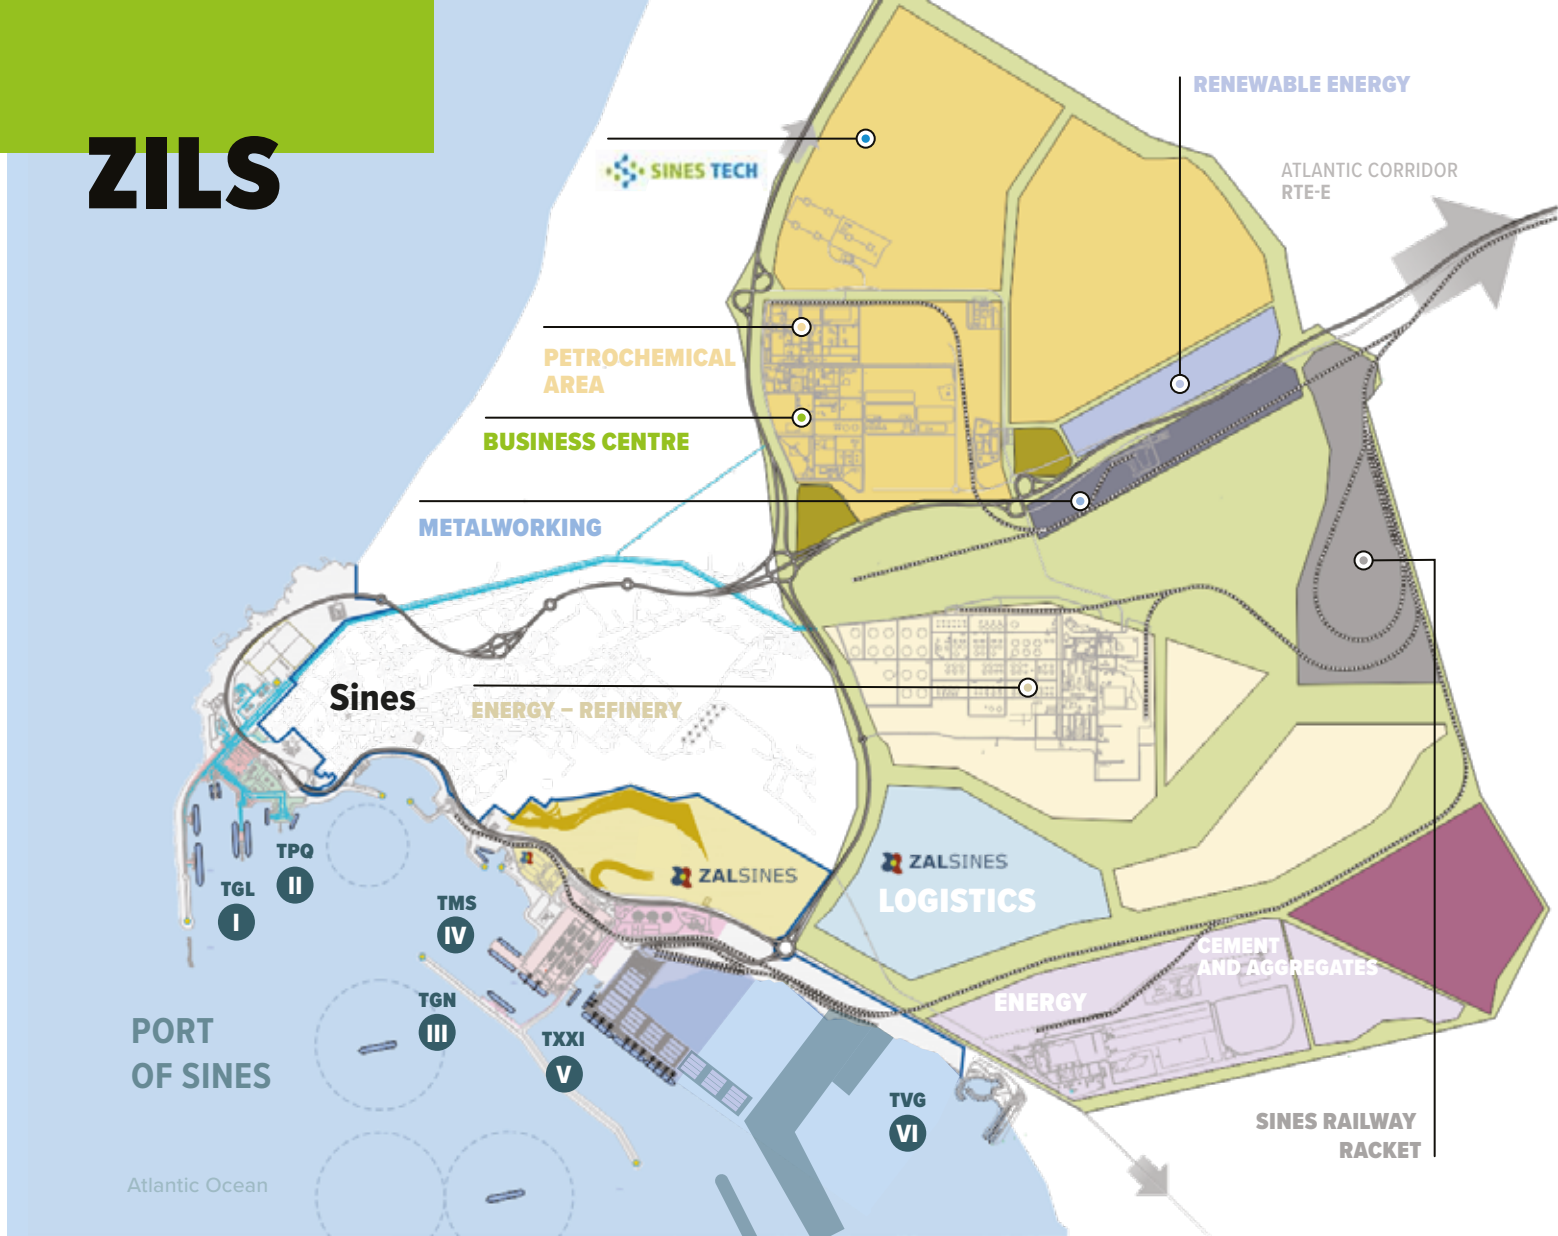 ZILS
RENEWABLE ENERGY
ATLANTIC CORRIDOR
RTE-E
SINES TECH
PETROCHEMICAL
AREA
BUSINESS CENTRE
METALWORKING
Sines
ENERGY – REFINERY
ZALSINES
ZALSINES
LOGISTICS
TPQ
II
TGL
I
TMS
IV
TGN
III
TXXI
V
TVG
VI
CEMENT
AND AGGREGATES
ENERGY
PORT
OF SINES
SINES RAILWAY
RACKET
Atlantic Ocean